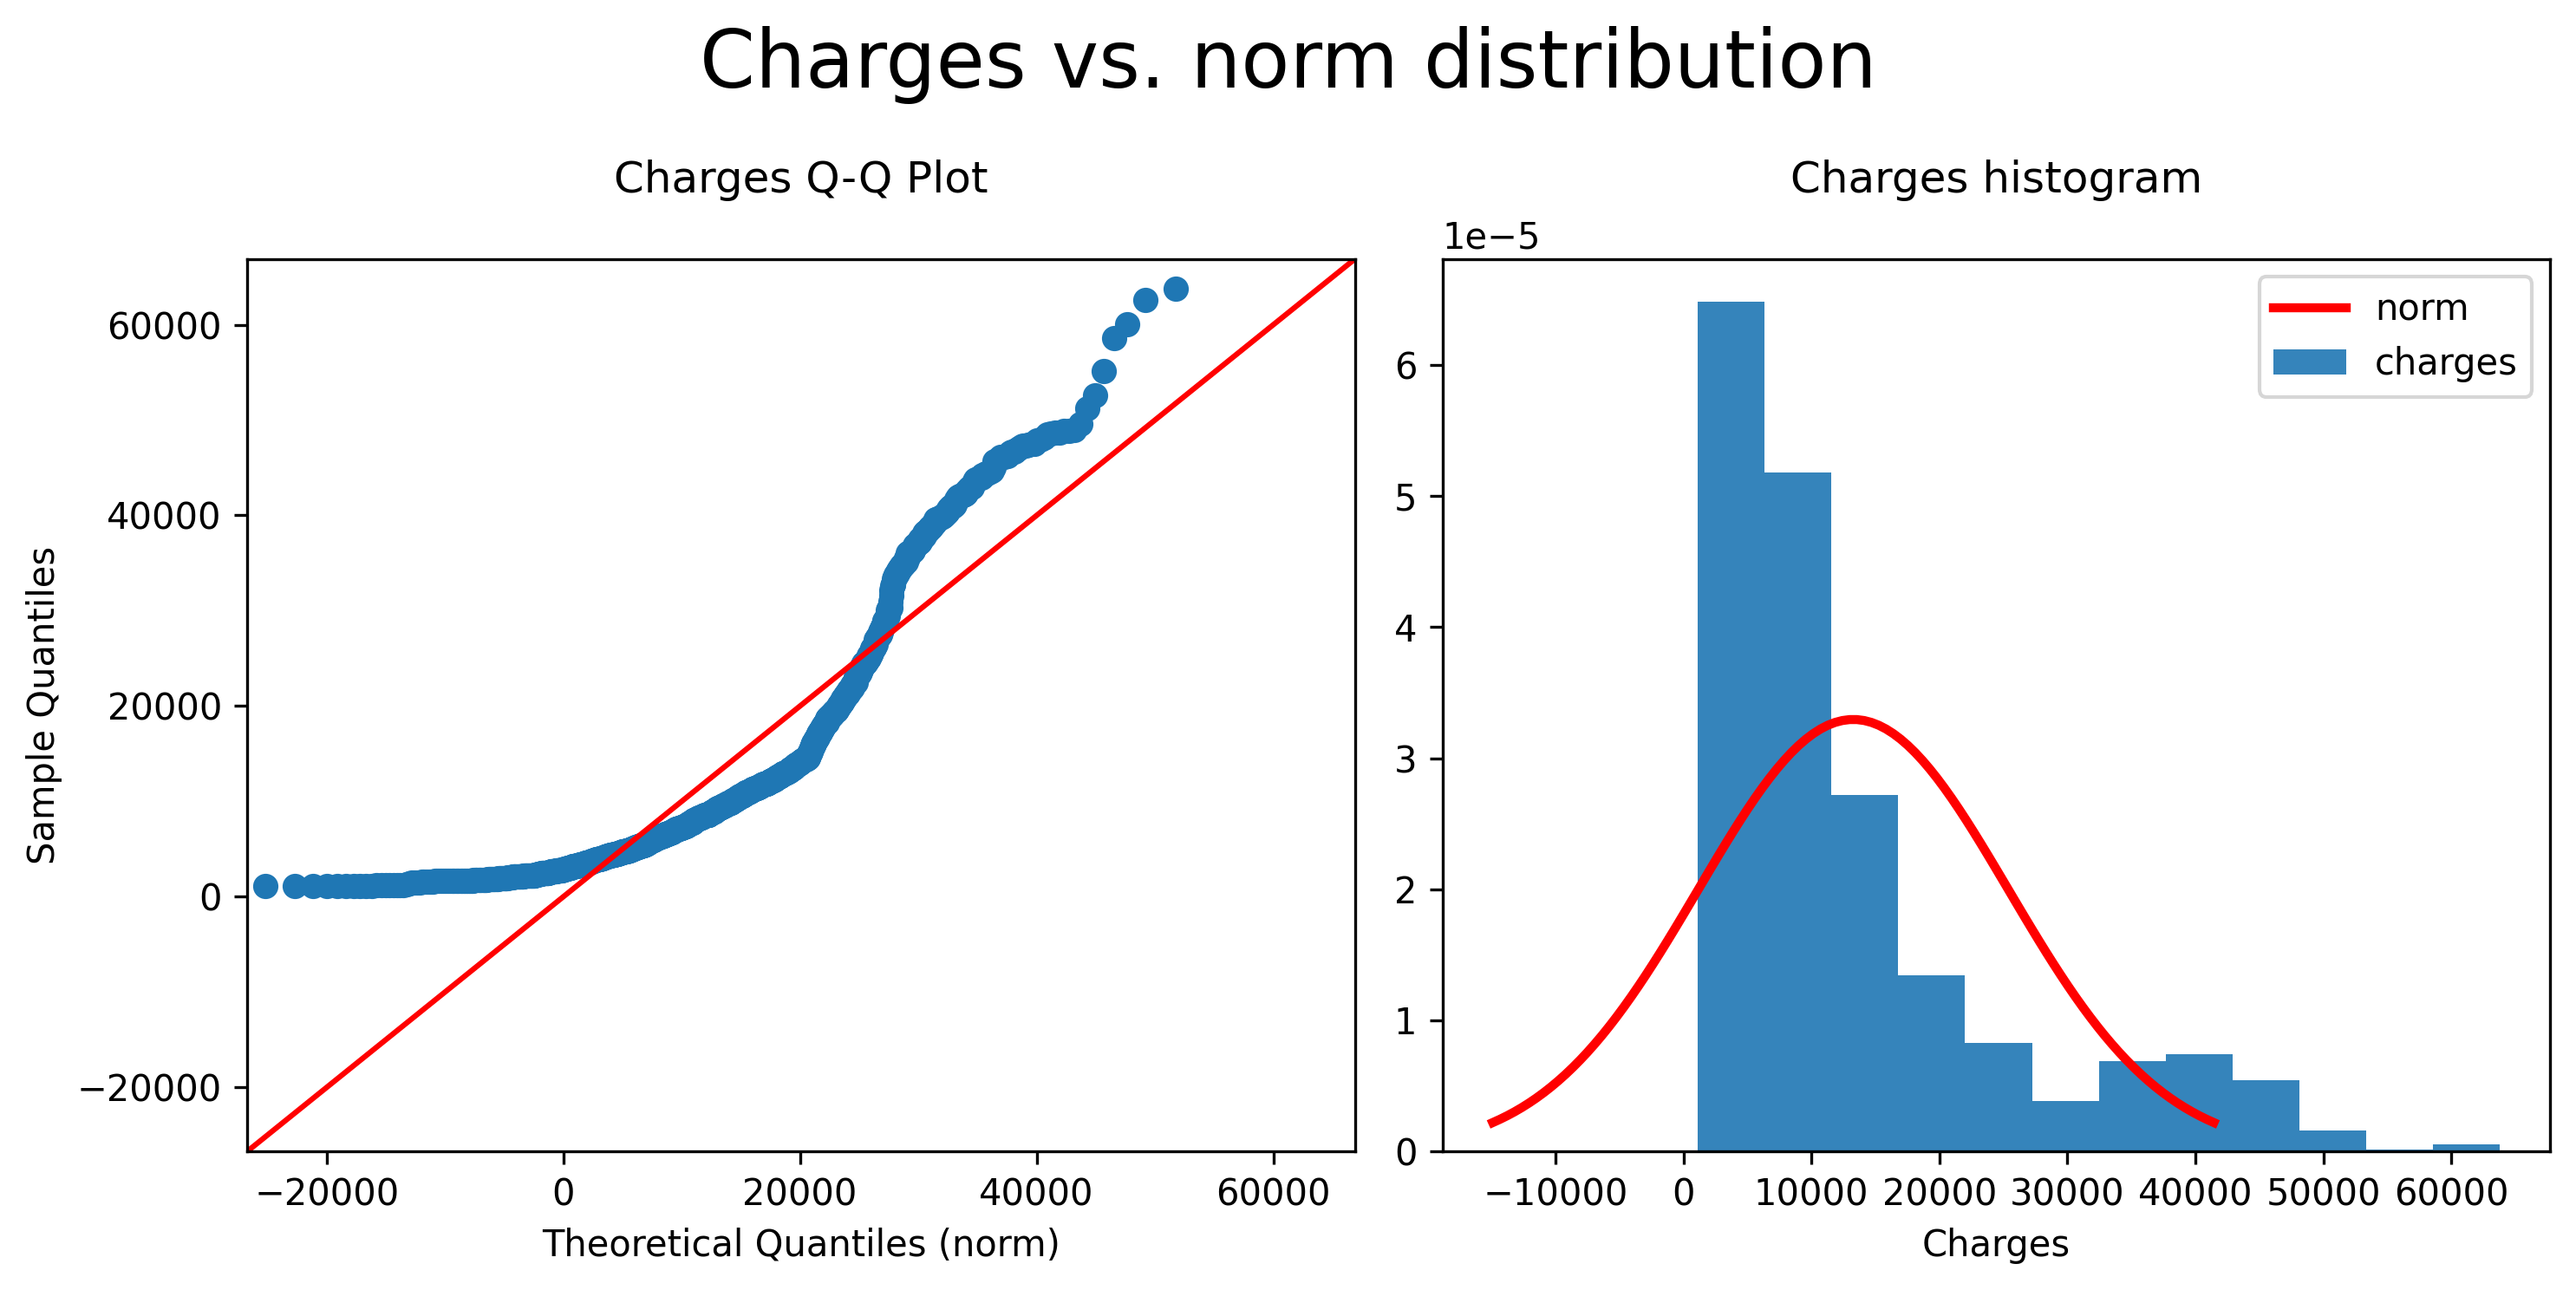 Charges vs. norm distribution
Charges Q-Q Plot
Sample Quantiles
60000
40000
20000
0
−20000
−20000
0
20000
40000
60000
Theoretical Quantiles (norm)
Charges histogram
1e−5
norm
charges
6
5
4
3
2
1
0
−10000
0
10000
20000
30000
40000
50000
60000
Charges